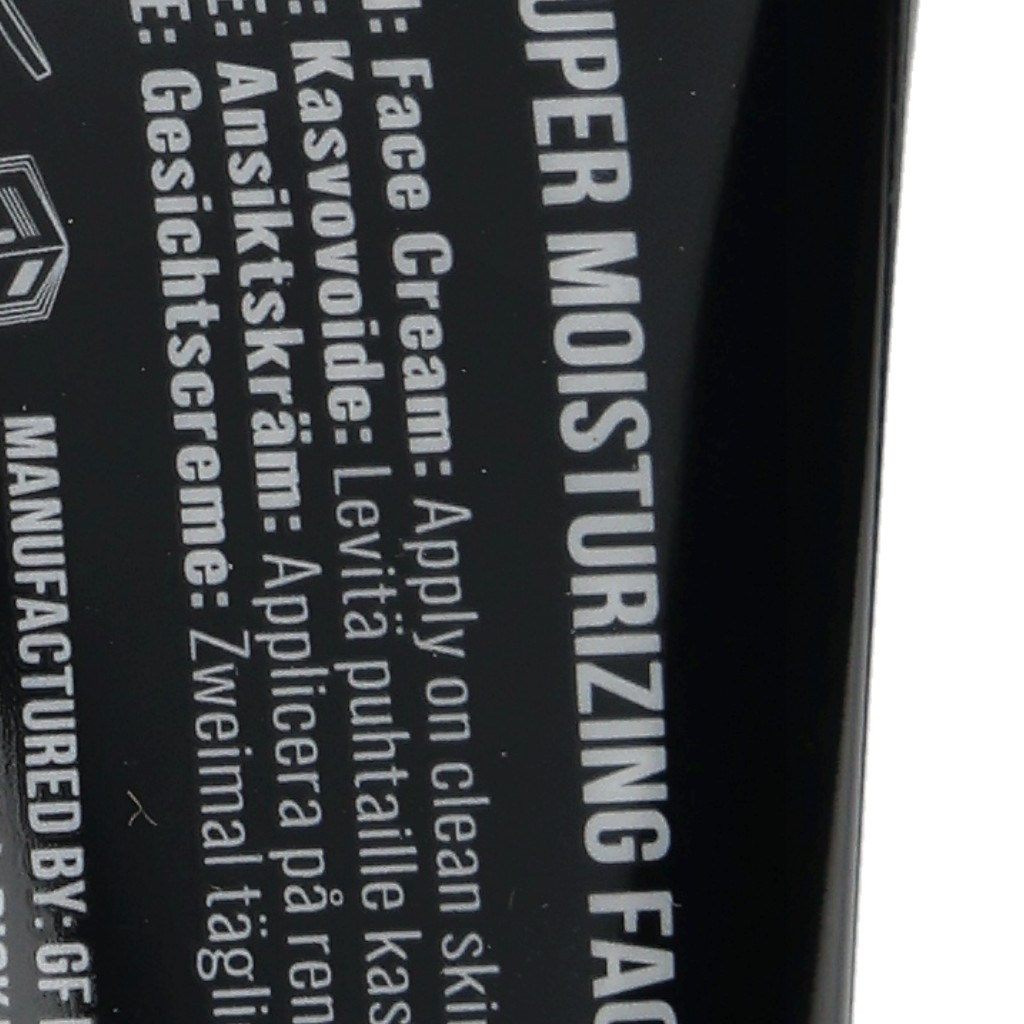 UPER MOISTURIZING FAC
: Face Cream: Apply on clean ski
: Kasvovoide: Levitä puhtaille kas
E: Ansiktskräm: Applicera på ren
E: Gesichtscreme: Zweimal tägli
MANUFACTURED BY: GF